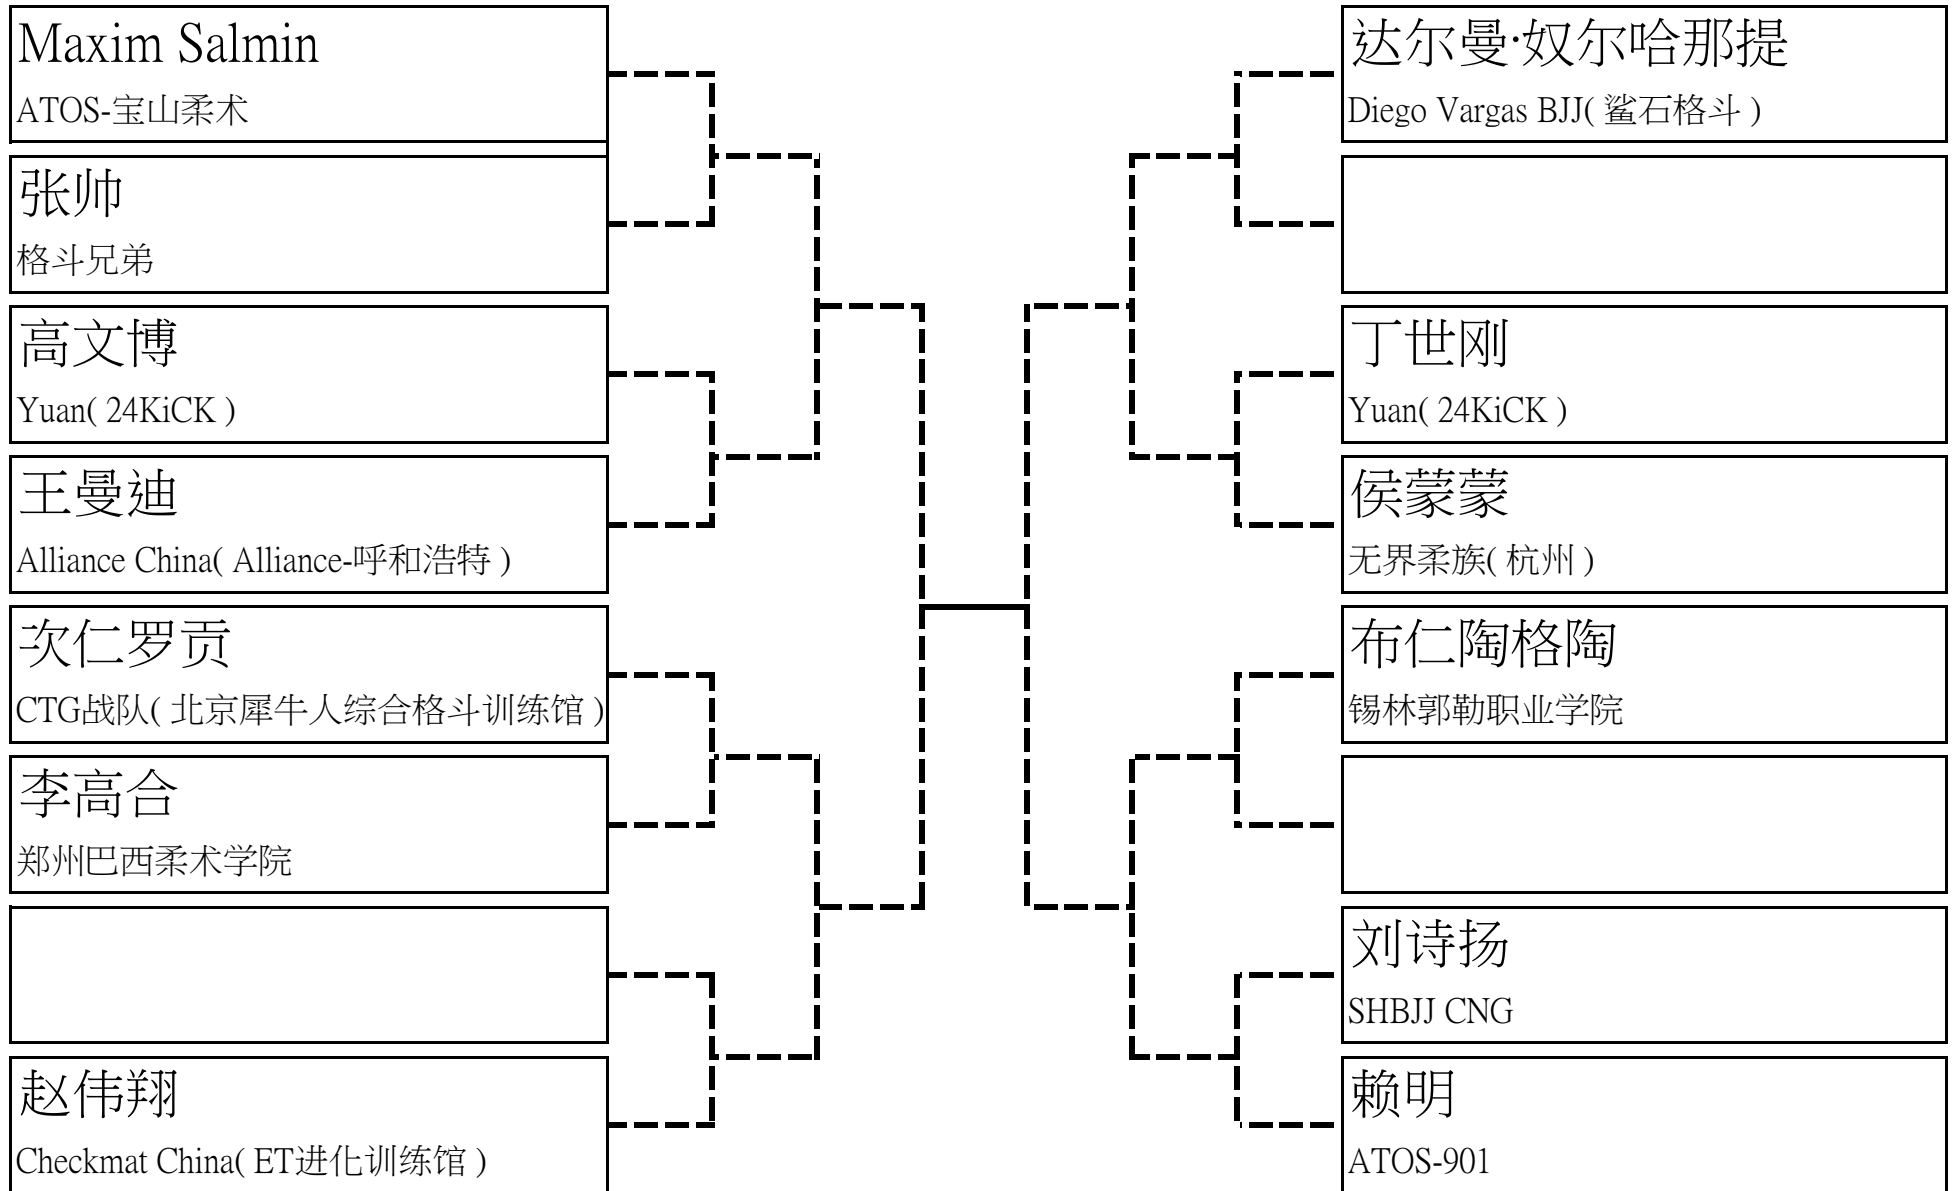 Maxim Salmin
ATOS-宝山柔术
张帅
格斗兄弟
高文博
Yuan( 24KiCK )
王曼迪
Alliance China( Alliance-呼和浩特 )
次仁罗贡
CTG战队( 北京犀牛人综合格斗训练馆 )
李高合
郑州巴西柔术学院
赵伟翔
Checkmat China( ET进化训练馆 )
达尔曼·奴尔哈那提
Diego Vargas BJJ( 鲨石格斗 )
丁世刚
Yuan( 24KiCK )
侯蒙蒙
无界柔族( 杭州 )
布仁陶格陶
锡林郭勒职业学院
刘诗扬
SHBJJ CNG
赖明
ATOS-901